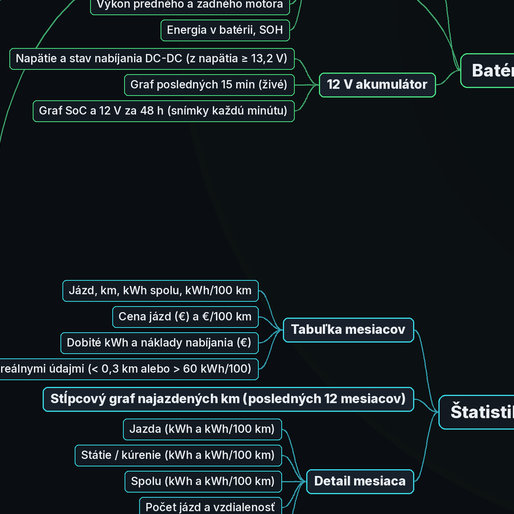 Výkon predného a zadného motora
Energia v batérii, SOH
Napätie a stav nabíjania DC-DC (z napätia ≥ 13,2 V)
Graf posledných 15 min (živé)
Graf SoC a 12 V za 48 h (snímky každú minútu)
12 V akumulátor
Jázd, km, kWh spolu, kWh/100 km
Cena jázd (€) a €/100 km
Dobité kWh a náklady nabíjania (€)
reálnymi údajmi (< 0,3 km alebo > 60 kWh/100)
Tabuľka mesiacov
Stĺpcový graf najazdených km (posledných 12 mesiacov)
Jazda (kWh a kWh/100 km)
Státie / kúrenie (kWh a kWh/100 km)
Spolu (kWh a kWh/100 km)
Počet jázd a vzdialenosť
Detail mesiaca